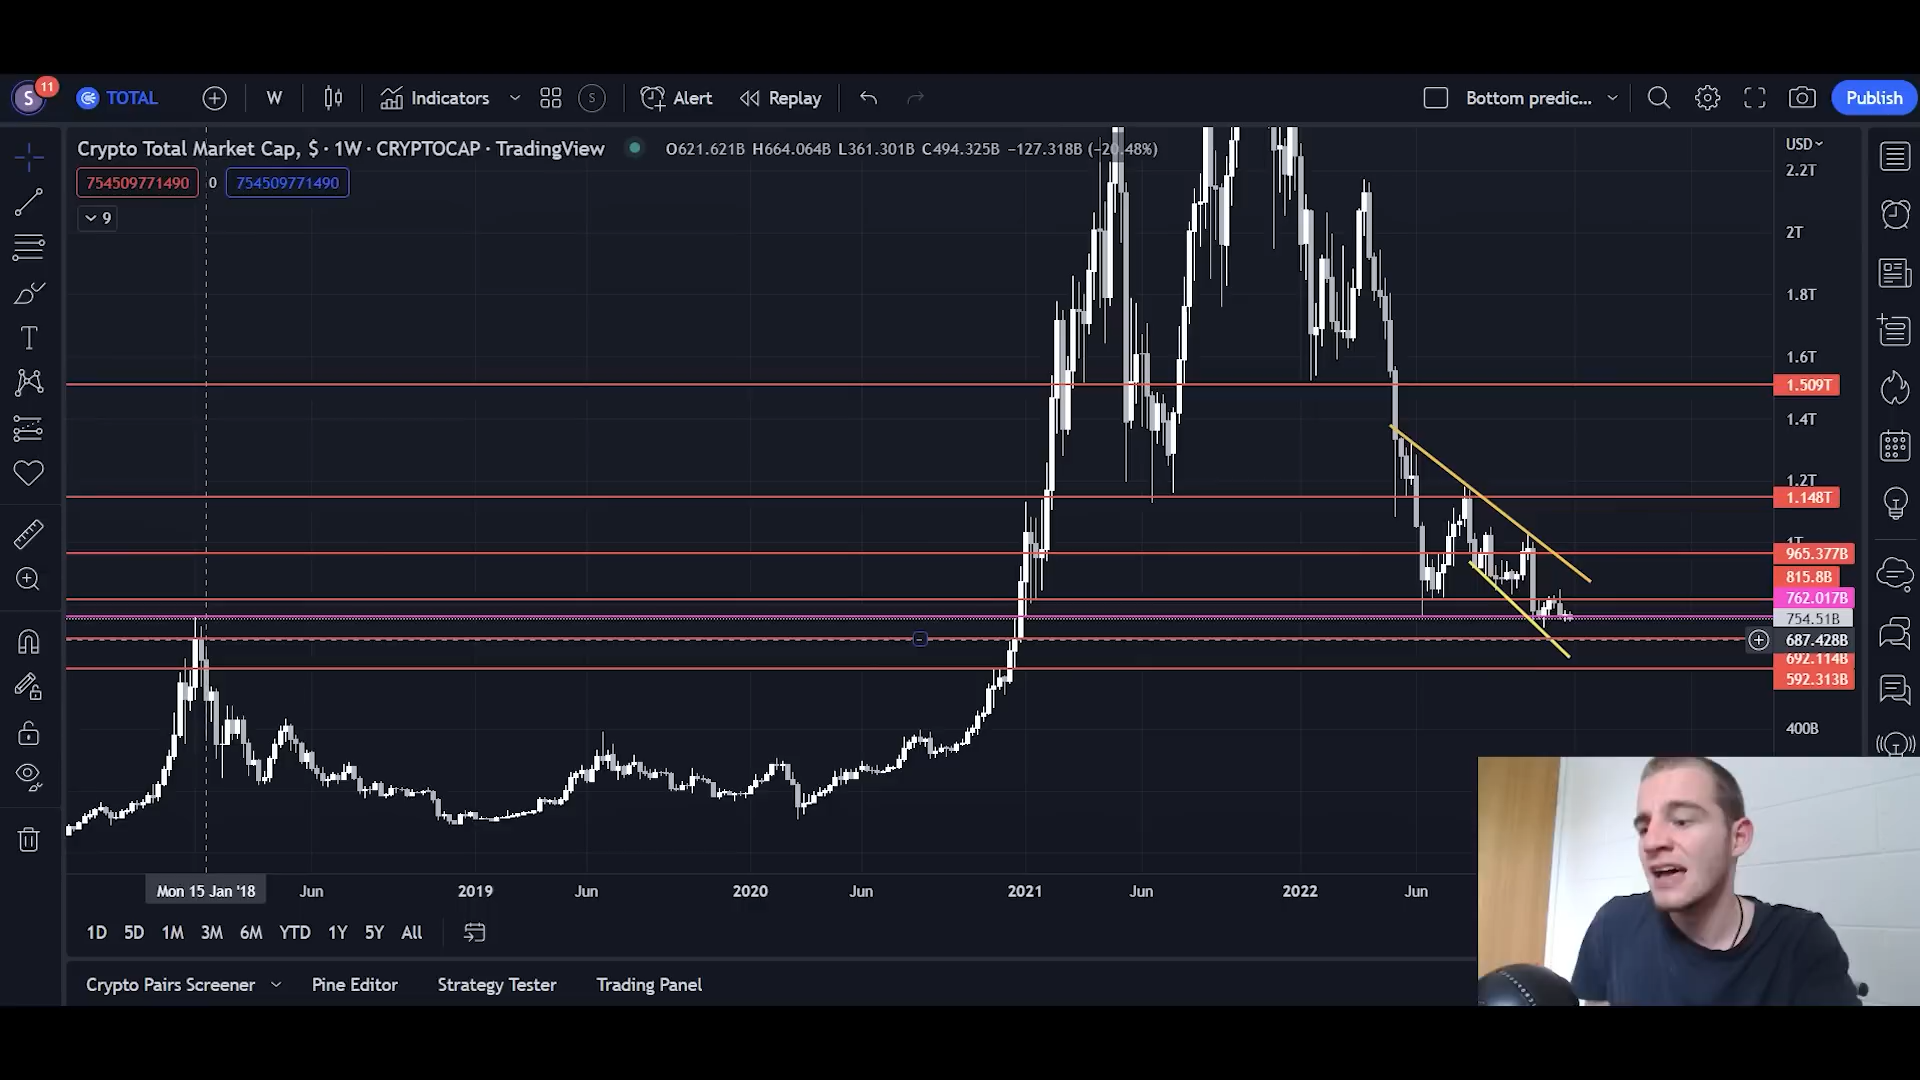 S 11 TOTAL W Indicators S Alert Replay Bottom predic... Publish
Crypto Total Market Cap, $ · 1W · CRYPTOCAP · TradingView O621.621B H664.064B L361.301B C494.325B −127.318B (−20.48%)
USD
754509771490 0 754509771490
9
2.2T
2T
1.8T
1.6T
1.509T
1.4T
1.2T
1.148T
1T
965.377B
815.8B
762.017B
754.51B
687.428B
692.114B
592.313B
400B
Mon 15 Jan '18 Jun 2019 Jun 2020 Jun 2021 Jun 2022 Jun
1D 5D 1M 3M 6M YTD 1Y 5Y All
Crypto Pairs Screener Pine Editor Strategy Tester Trading Panel